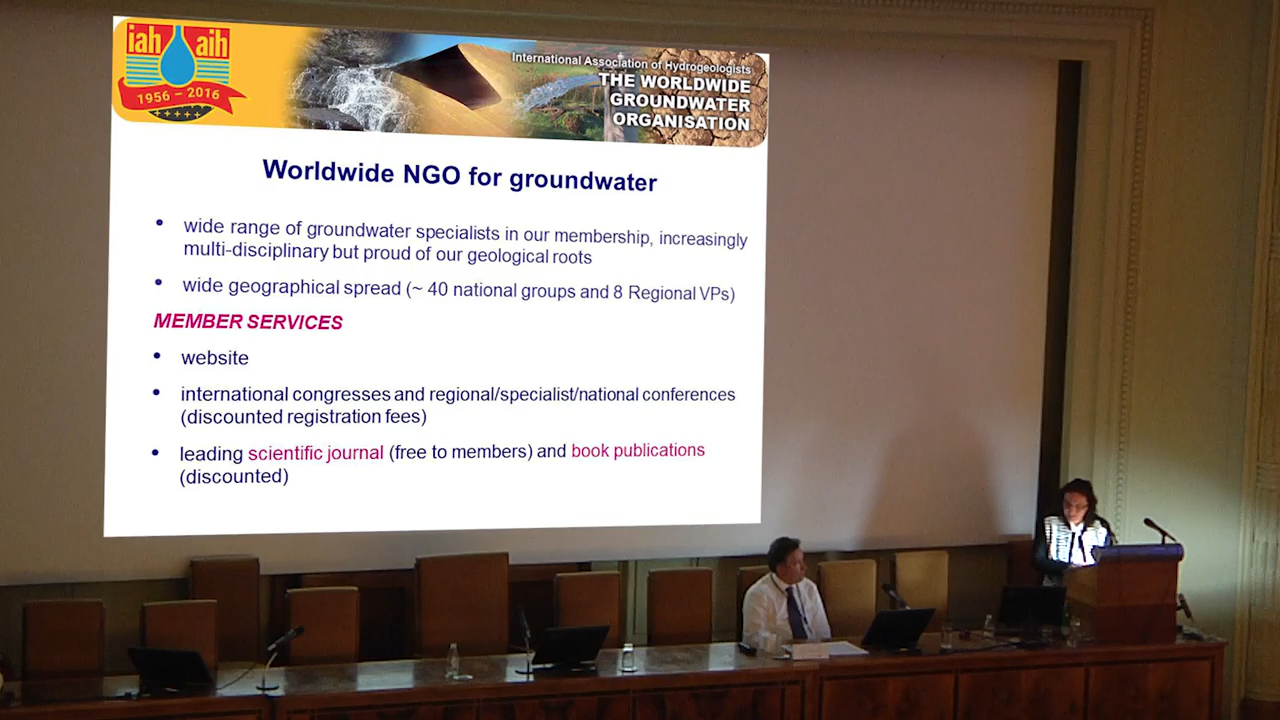 iah aih
1956 – 2016
International Association of Hydrogeologists
THE WORLDWIDE
GROUNDWATER
ORGANISATION
Worldwide NGO for groundwater
• wide range of groundwater specialists in our membership, increasingly
multi-disciplinary but proud of our geological roots
• wide geographical spread (~ 40 national groups and 8 Regional VPs)
MEMBER SERVICES
• website
• international congresses and regional/specialist/national conferences
(discounted registration fees)
• leading scientific journal (free to members) and book publications
(discounted)